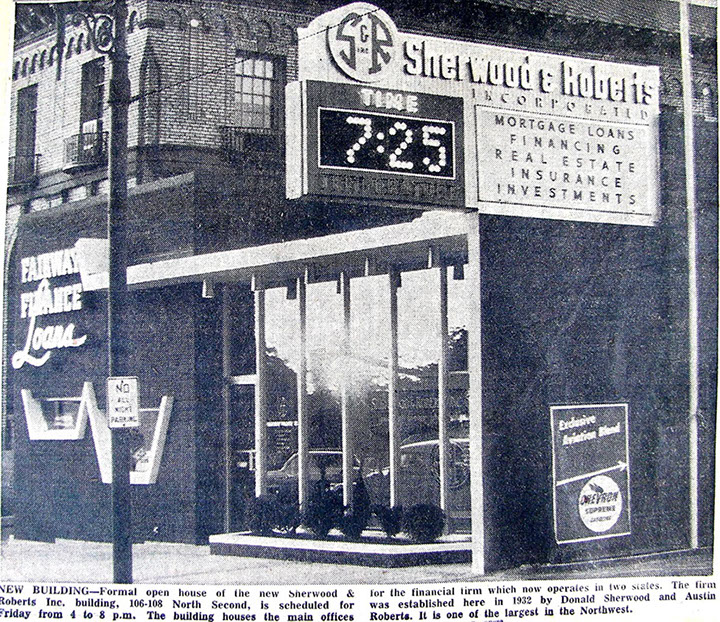 S & R
INC
Sherwood & Roberts
INCORPORATED
TIME
7:25
MORTGAGE LOANS
FINANCING
REAL ESTATE
INSURANCE
INVESTMENTS
FAIRWAY
FINANCE
Loans
NO
ALL
NIGHT
PARKING
Exclusive
Aviation Blend
CHEVRON
SUPREME
GASOLINE
NEW BUILDING—Formal open house of the new Sherwood &
Roberts Inc. building, 106-108 North Second, is scheduled for
Friday from 4 to 8 p.m. The building houses the main offices
for the financial firm which now operates in two states. The firm
was established here in 1932 by Donald Sherwood and Austin
Roberts. It is one of the largest in the Northwest.